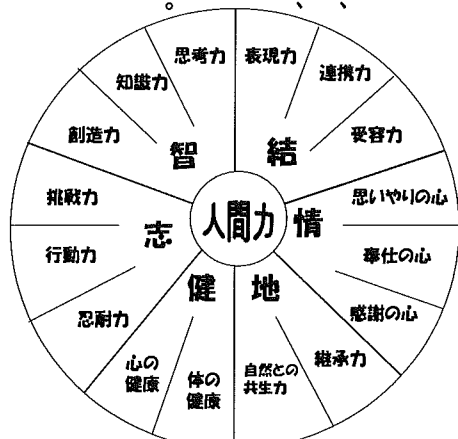 人間力
結
表現力
連携力
受容力
情
思いやりの心
奉仕の心
感謝の心
地
継承力
自然との
共生力
健
体の
健康
心の
健康
志
忍耐力
行動力
挑戦力
智
創造力
知識力
思考力